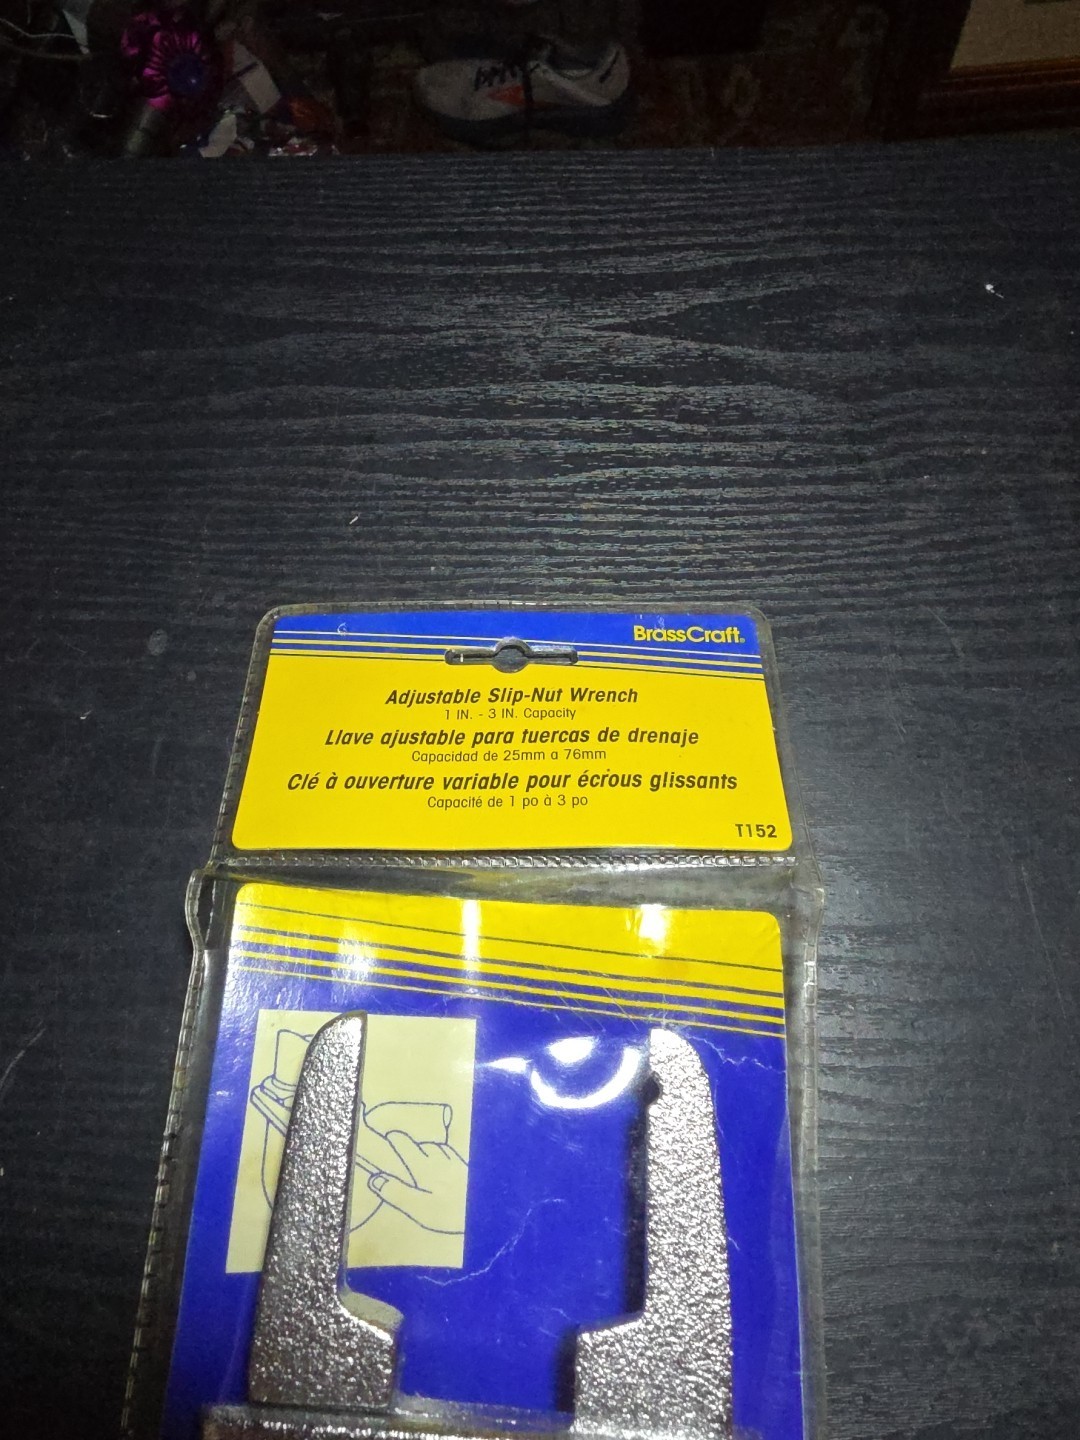 BrassCraft®
Adjustable Slip-Nut Wrench
1 IN. - 3 IN. Capacity
Llave ajustable para tuercas de drenaje
Capacidad de 25mm a 76mm
Clé à ouverture variable pour écrous glissants
Capacité de 1 po à 3 po
T152